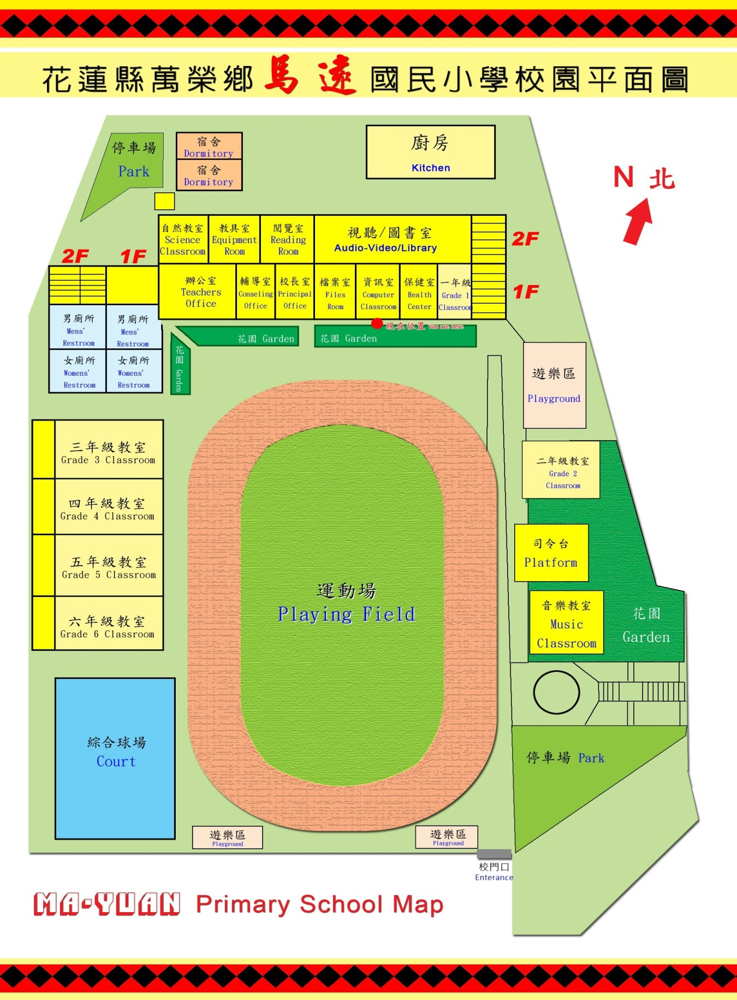 花蓮縣萬榮鄉馬遠國民小學校園平面圖
停車場
Park
宿舍
Dormitory
宿舍
Dormitory
廚房
Kitchen
N 北
自然教室
Science
Classroom
教具室
Equipment
Room
閱覽室
Reading
Room
視聽/圖書室
Audio-Video/Library
2F
2F
1F
辦公室
Teachers
Office
輔導室
Conseling
Office
校長室
Principal
Office
檔案室
Files
Room
資訊室
Computer
Classroom
保健室
Health
Center
一年級
Grade 1
Classroom
1F
男廁所
Mens'
Restroom
男廁所
Mens'
Restroom
女廁所
Womens'
Restroom
女廁所
Womens'
Restroom
花園 Garden
花園 Garden
花園 Garden
現在位置 You are here
遊樂區
Playground
三年級教室
Grade 3 Classroom
四年級教室
Grade 4 Classroom
五年級教室
Grade 5 Classroom
六年級教室
Grade 6 Classroom
二年級教室
Grade 2
Classroom
司令台
Platform
運動場
Playing Field
音樂教室
Music
Classroom
花園
Garden
綜合球場
Court
停車場 Park
遊樂區
Playground
遊樂區
Playground
校門口
Enterance
MA-YUAN Primary School Map